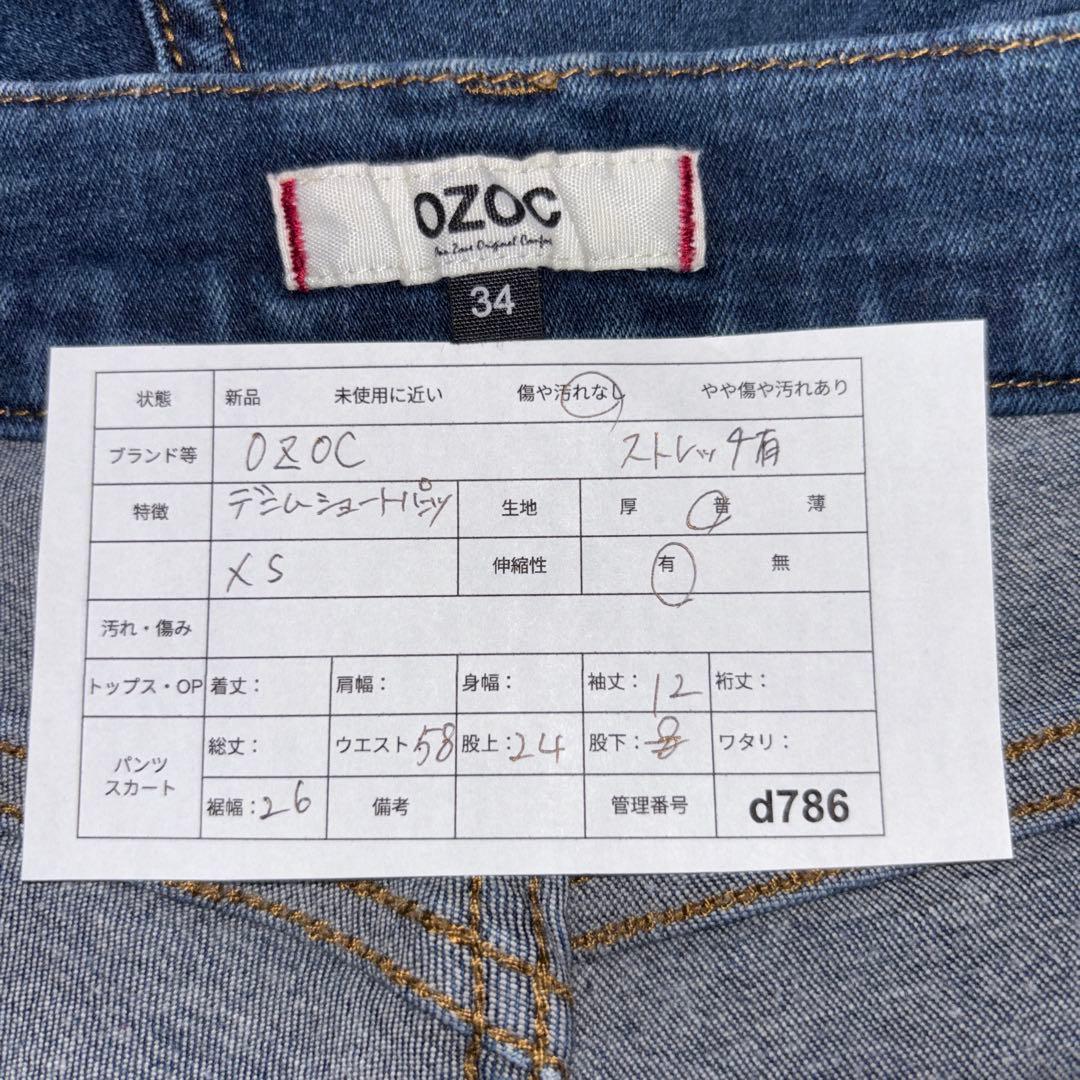 OZOC
34
状態 新品 未使用に近い 傷や汚れなし やや傷や汚れあり
ブランド等 OZOC ストレッチ有
特徴 デニムショートパンツ 生地 厚 普 薄
XS 伸縮性 有 無
汚れ・傷み
トップス・OP 着丈： 肩幅： 身幅： 袖丈：12 裄丈：
パンツ スカート 総丈： ウエスト58 股上：24 股下：8 ワタリ：
裾幅：26 備考 管理番号 d786